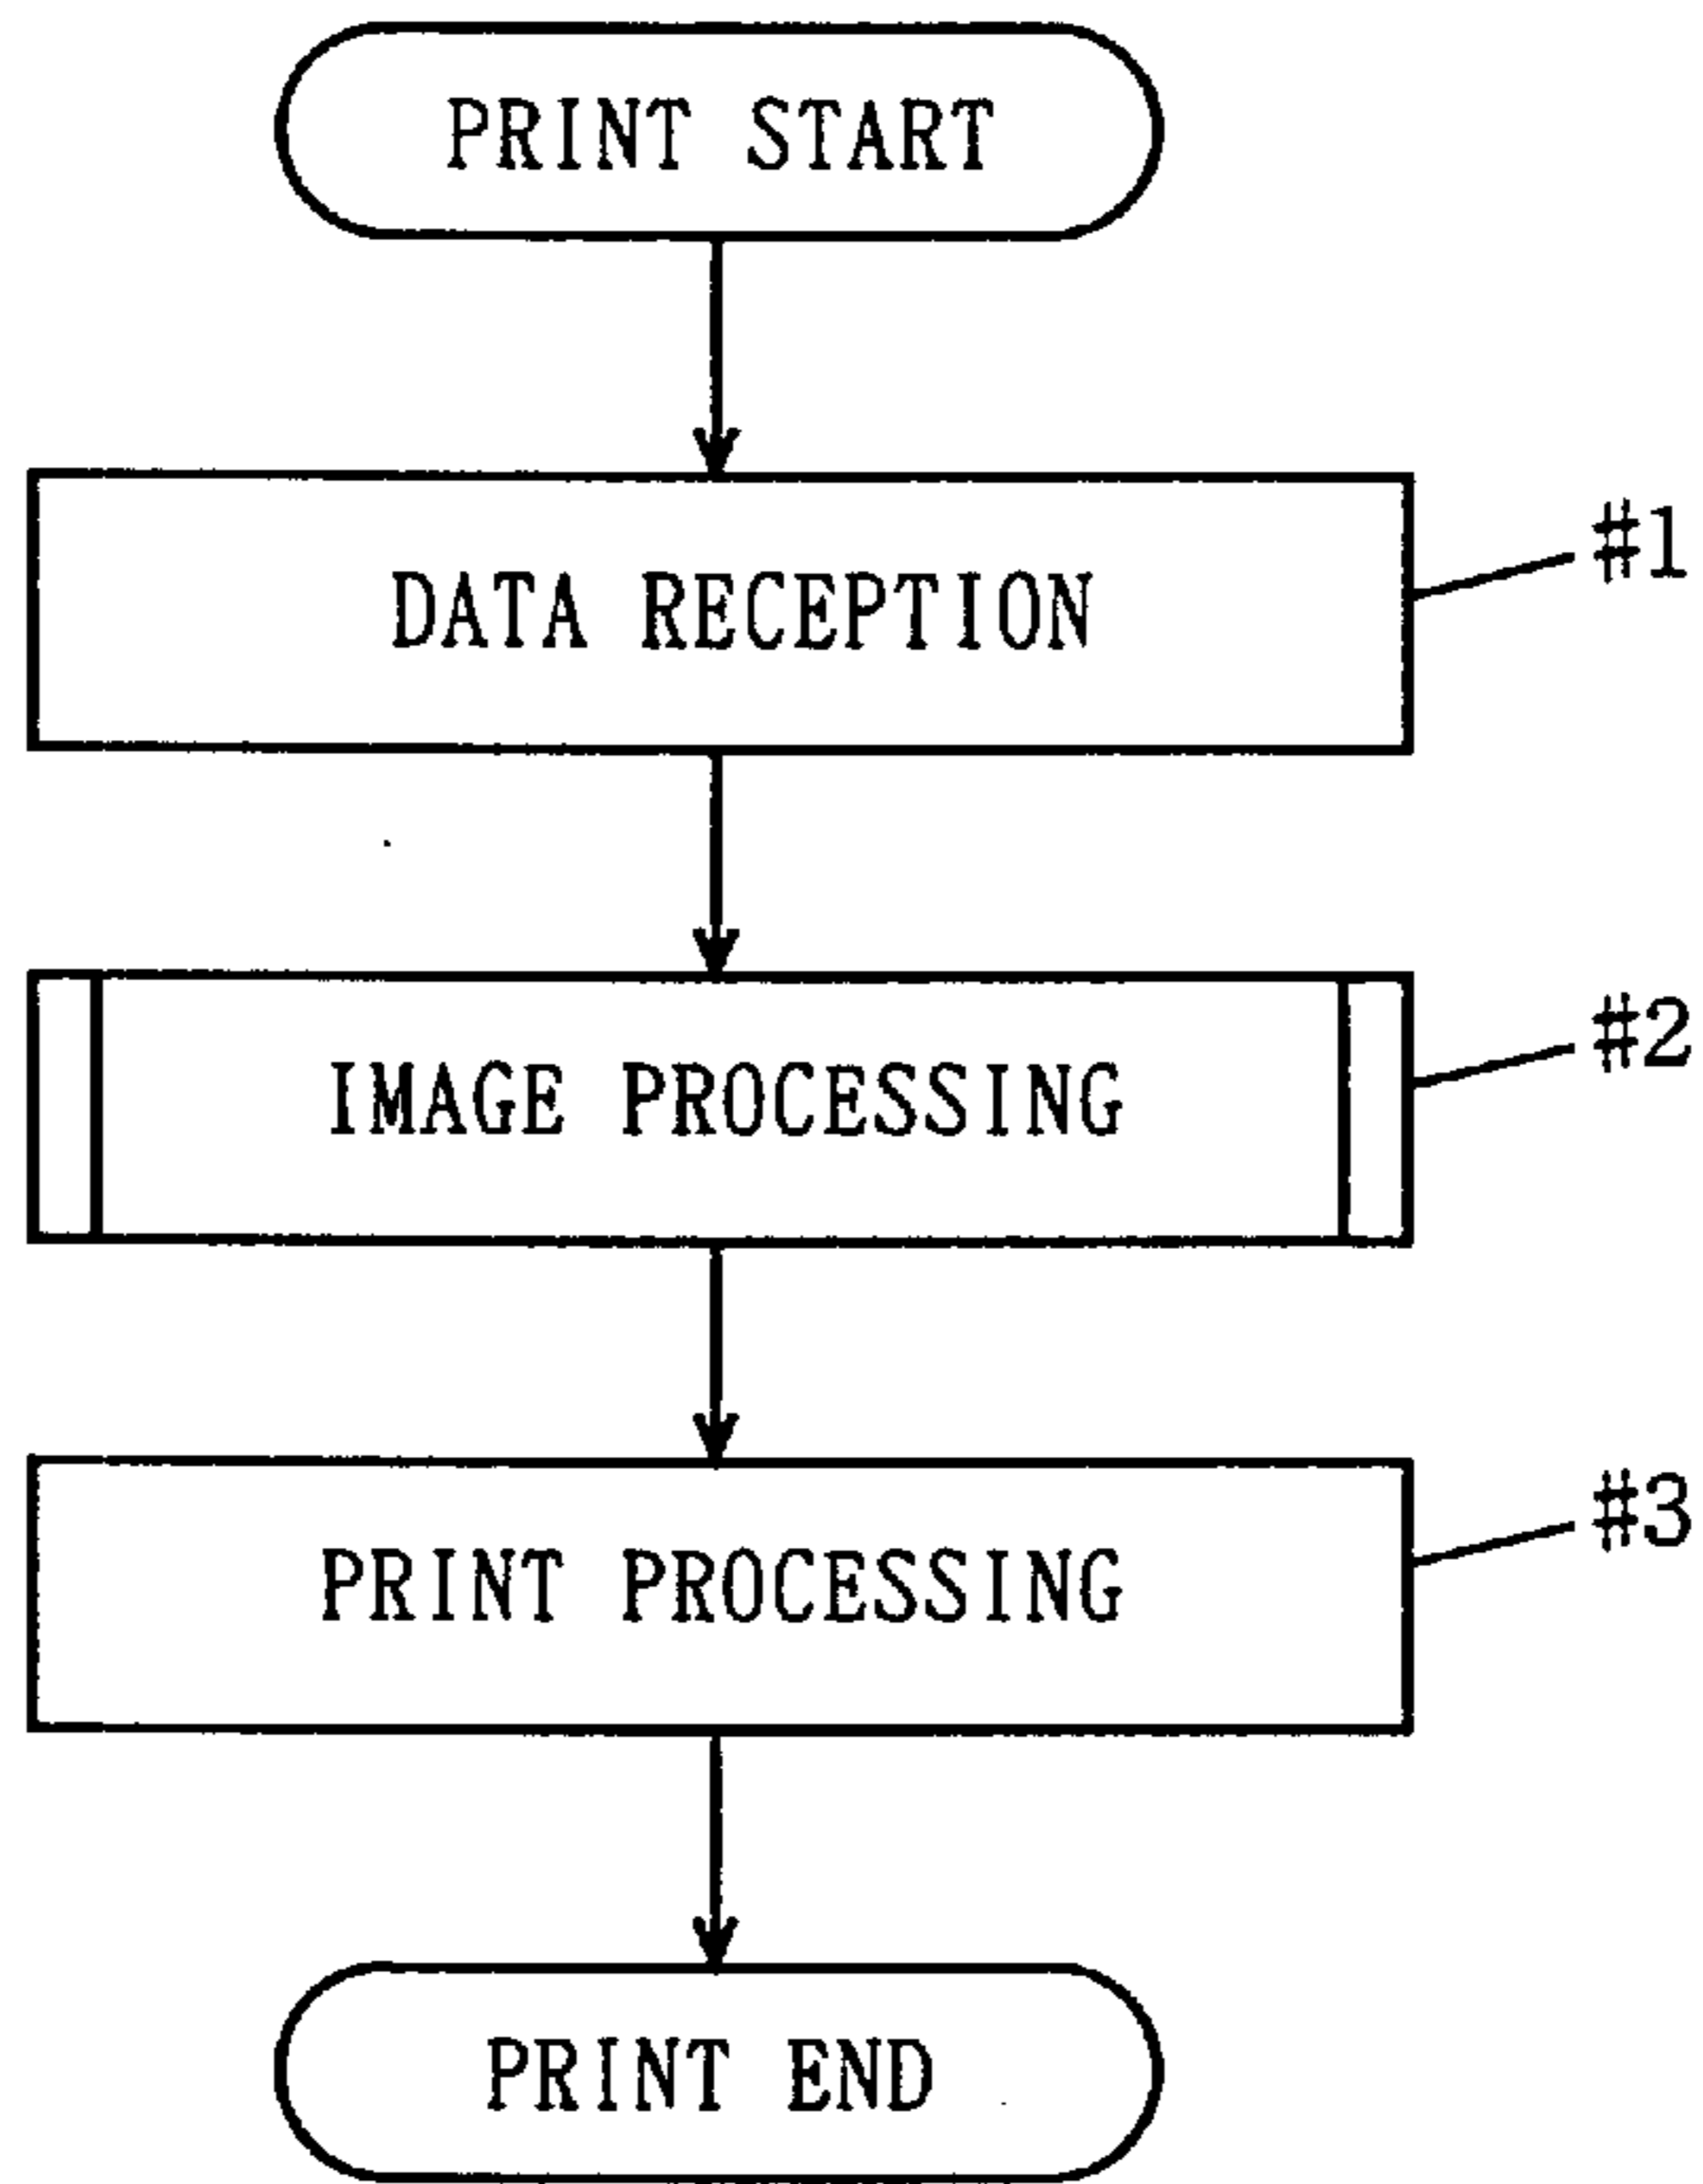 PRINT START
DATA RECEPTION
#1
IMAGE PROCESSING
#2
PRINT PROCESSING
#3
PRINT END